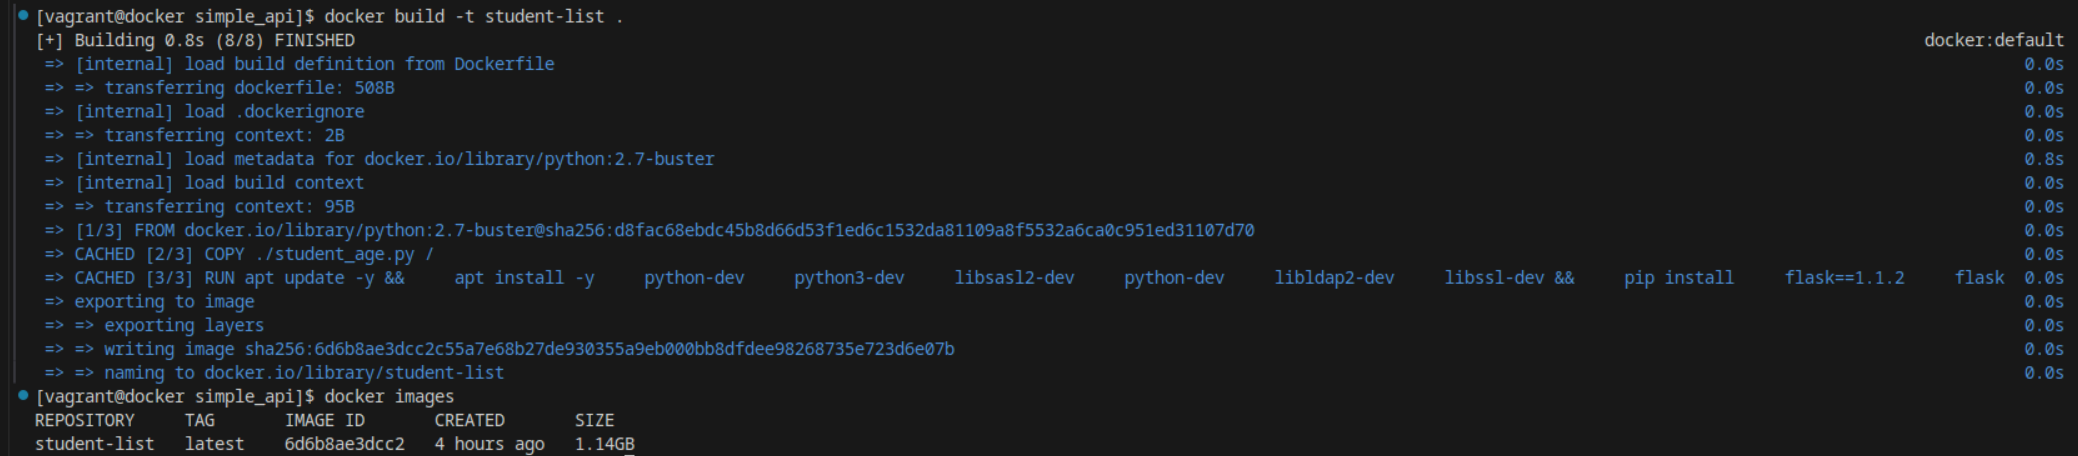 [vagrant@docker simple_api]$ docker build -t student-list .
[+] Building 0.8s (8/8) FINISHED docker:default
=> [internal] load build definition from Dockerfile 0.0s
=> => transferring dockerfile: 508B 0.0s
=> [internal] load .dockerignore 0.0s
=> => transferring context: 2B 0.0s
=> [internal] load metadata for docker.io/library/python:2.7-buster 0.8s
=> [internal] load build context 0.0s
=> => transferring context: 95B 0.0s
=> [1/3] FROM docker.io/library/python:2.7-buster@sha256:d8fac68ebdc45b8d66d53f1ed6c1532da81109a8f5532a6ca0c951ed31107d70 0.0s
=> CACHED [2/3] COPY ./student_age.py / 0.0s
=> CACHED [3/3] RUN apt update -y && apt install -y python-dev python3-dev libsasl2-dev python-dev libldap2-dev libssl-dev && pip install flask==1.1.2 flask 0.0s
=> exporting to image 0.0s
=> => exporting layers 0.0s
=> => writing image sha256:6d6b8ae3dcc2c55a7e68b27de930355a9eb000bb8dfdee98268735e723d6e07b 0.0s
=> => naming to docker.io/library/student-list 0.0s
[vagrant@docker simple_api]$ docker images
REPOSITORY TAG IMAGE ID CREATED SIZE
student-list latest 6d6b8ae3dcc2 4 hours ago 1.14GB